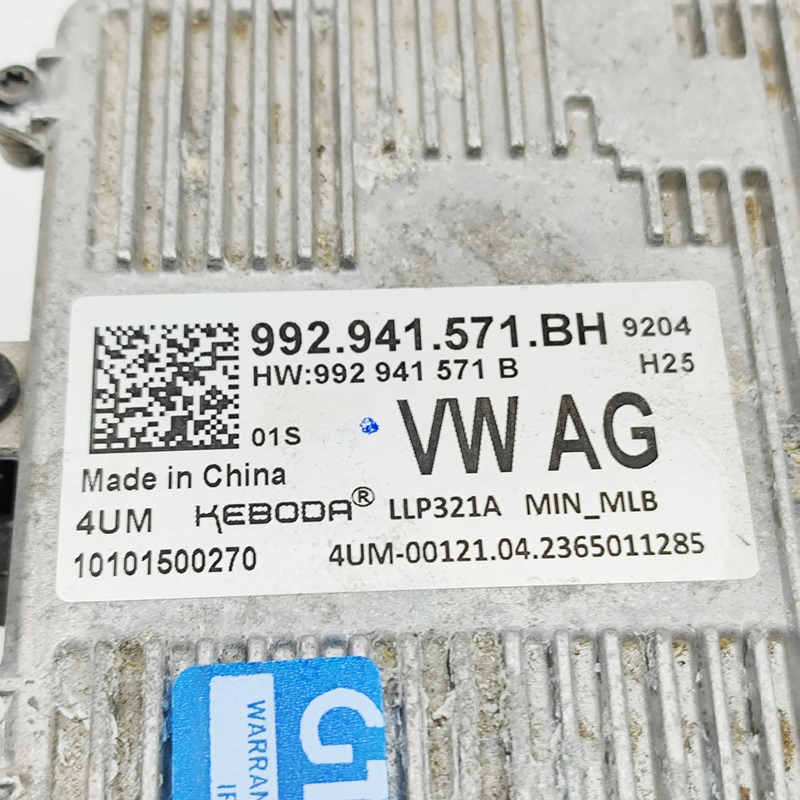 992.941.571.BH 9204
HW:992 941 571 B H25
01S VW AG
Made in China
4UM KEBODA® LLP321A MIN_MLB
10101500270 4UM-00121.04.2365011285